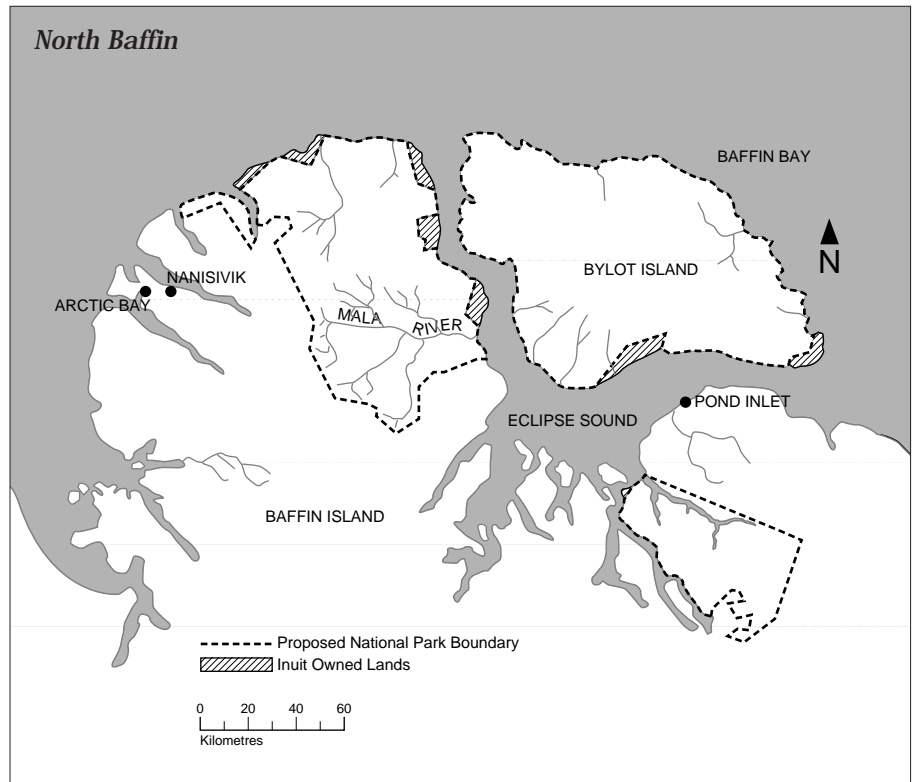 North Baffin
BAFFIN BAY
N
BYLOT ISLAND
NANISIVIK
ARCTIC BAY
MALA RIVER
POND INLET
ECLIPSE SOUND
BAFFIN ISLAND
Proposed National Park Boundary
Inuit Owned Lands
0 20 40 60
Kilometres